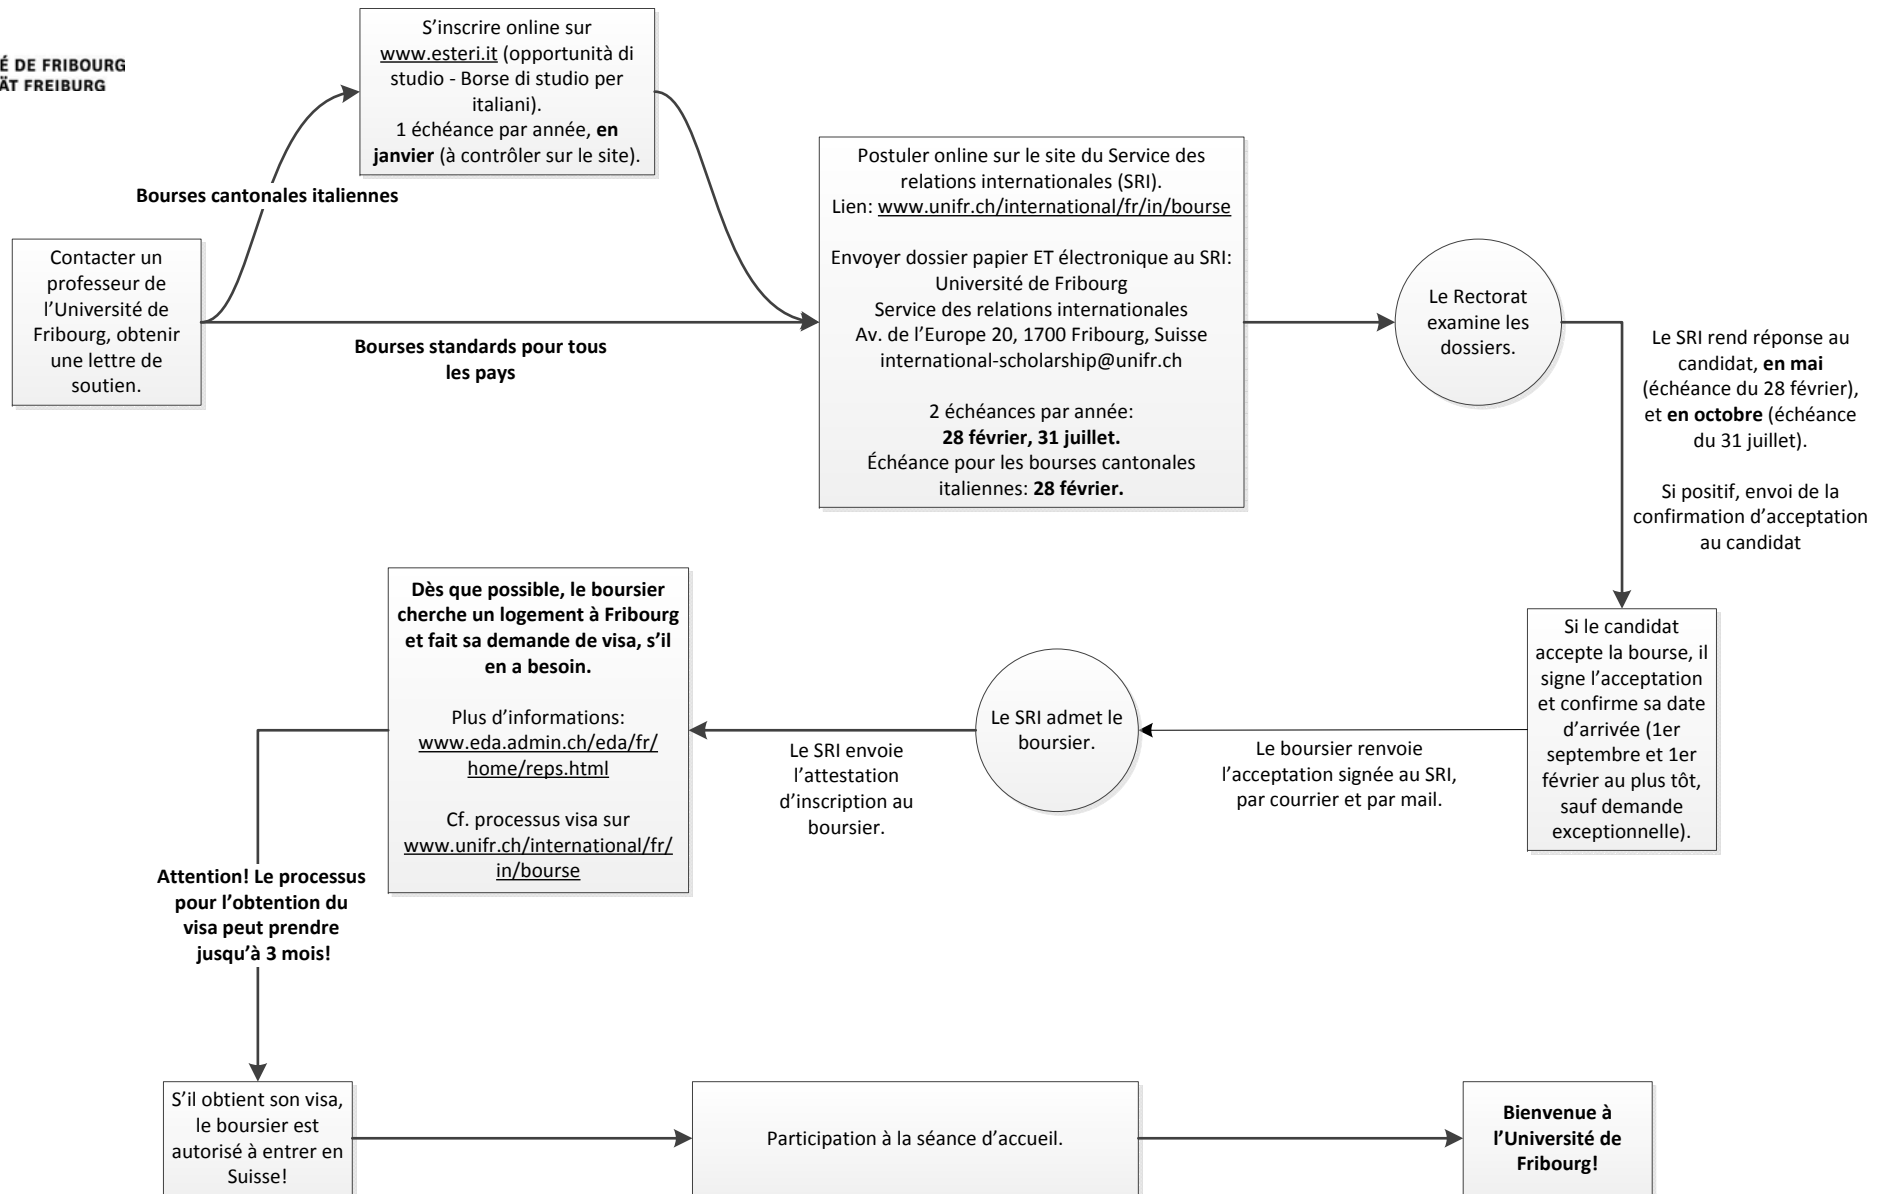 É DE FRIBOURG
ÄT FREIBURG
S’inscrire online sur
www.esteri.it (opportunità di
studio - Borse di studio per
italiani).
1 échéance par année, en
janvier (à contrôler sur le site).
Bourses cantonales italiennes
Contacter un
professeur de
l’Université de
Fribourg, obtenir
une lettre de
soutien.
Bourses standards pour tous
les pays
Postuler online sur le site du Service des
relations internationales (SRI).
Lien: www.unifr.ch/international/fr/in/bourse
Envoyer dossier papier ET électronique au SRI:
Université de Fribourg
Service des relations internationales
Av. de l’Europe 20, 1700 Fribourg, Suisse
international-scholarship@unifr.ch
2 échéances par année:
28 février, 31 juillet.
Échéance pour les bourses cantonales
italiennes: 28 février.
Le Rectorat
examine les
dossiers.
Le SRI rend réponse au
candidat, en mai
(échéance du 28 février),
et en octobre (échéance
du 31 juillet).
Si positif, envoi de la
confirmation d’acceptation
au candidat
Si le candidat
accepte la bourse, il
signe l’acceptation
et confirme sa date
d’arrivée (1er
septembre et 1er
février au plus tôt,
sauf demande
exceptionnelle).
Le boursier renvoie
l’acceptation signée au SRI,
par courrier et par mail.
Le SRI admet le
boursier.
Le SRI envoie
l’attestation
d’inscription au
boursier.
Dès que possible, le boursier
cherche un logement à Fribourg
et fait sa demande de visa, s’il
en a besoin.
Plus d’informations:
www.eda.admin.ch/eda/fr/
home/reps.html
Cf. processus visa sur
www.unifr.ch/international/fr/
in/bourse
Attention! Le processus
pour l’obtention du
visa peut prendre
jusqu’à 3 mois!
S’il obtient son visa,
le boursier est
autorisé à entrer en
Suisse!
Participation à la séance d’accueil.
Bienvenue à
l’Université de
Fribourg!